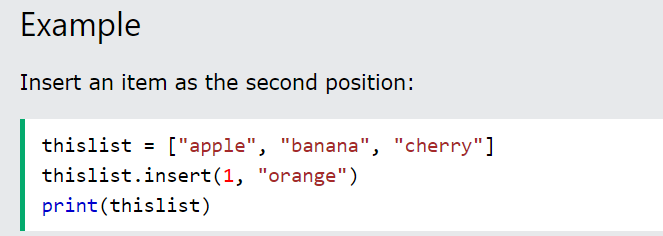 Example
Insert an item as the second position:
thislist = ["apple", "banana", "cherry"]
thislist.insert(1, "orange")
print(thislist)